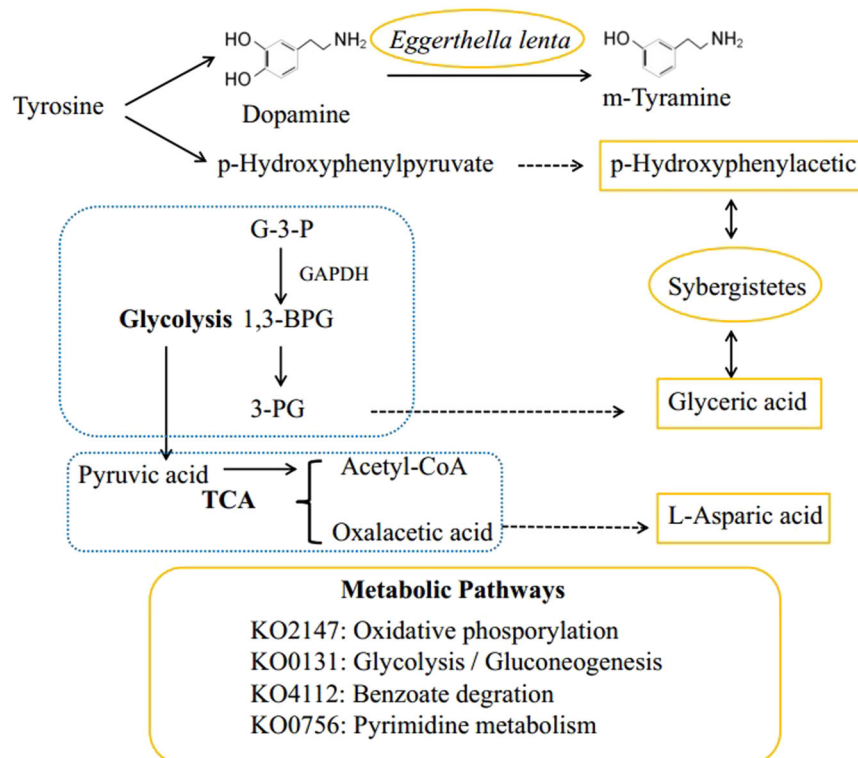 HO
HO
NH₂
Eggerthella lenta
HO
NH₂
Tyrosine
Dopamine
m-Tyramine
p-Hydroxyphenylpyruvate
p-Hydroxyphenylacetic
G-3-P
GAPDH
Sybergistetes
Glycolysis 1,3-BPG
3-PG
Glyceric acid
Pyruvic acid
Acetyl-CoA
TCA
Oxalacetic acid
L-Asparic acid
Metabolic Pathways
KO2147: Oxidative phosporylation
KO0131: Glycolysis / Gluconeogenesis
KO4112: Benzoate degration
KO0756: Pyrimidine metabolism